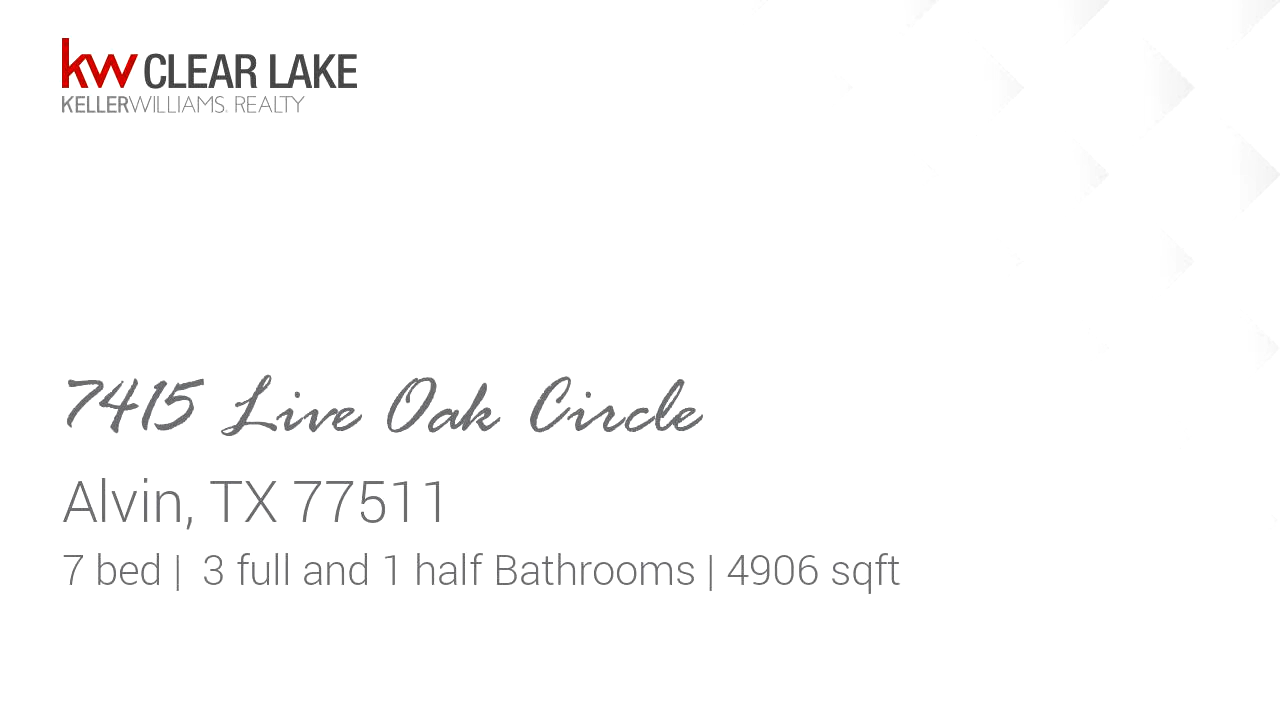 kw CLEAR LAKE
KELLERWILLIAMS. REALTY
7415 Live Oak Circle
Alvin, TX 77511
7 bed | 3 full and 1 half Bathrooms | 4906 sqft